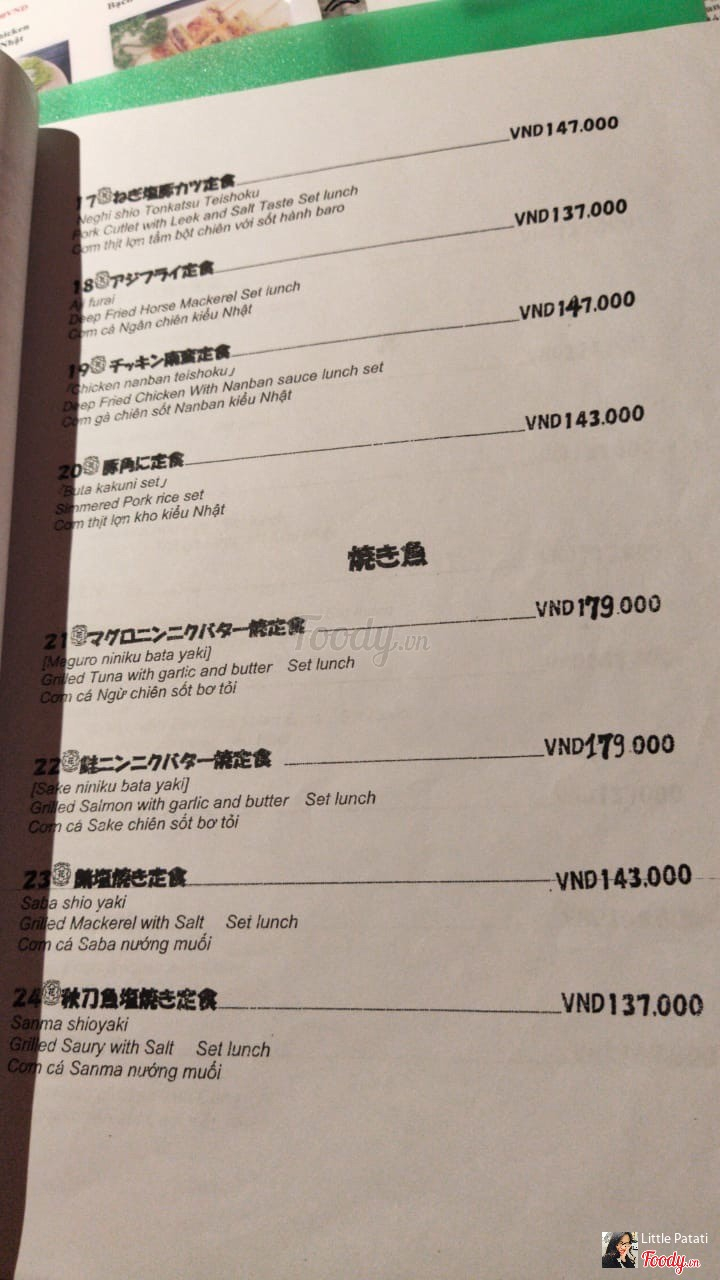 VND
hicken
Nhật
VND147.000
17 ねぎ塩豚カツ定食
Neghi shio Tonkatsu Teishoku
Pork Cutlet with Leek and Salt Taste Set lunch
Cơm thịt lợn tẩm bột chiên với sốt hành baro
VND137.000
18 アジフライ定食
Aji furai
Deep Fried Horse Mackerel Set lunch
Cơm cá Ngân chiên kiểu Nhật
VND147.000
19 チッキン南蛮定食
「Chicken nanban teishoku」
Deep Fried Chicken With Nanban sauce lunch set
Cơm gà chiên sốt Nanban kiểu Nhật
VND143.000
20 豚角に定食
「Buta kakuni set」
Simmered Pork rice set
Cơm thịt lợn kho kiểu Nhật
焼き魚
VND179.000
21 マグロニンニクバター焼定食
[Meguro niniku bata yaki]
Grilled Tuna with garlic and butter Set lunch
Cơm cá Ngừ chiên sốt bơ tỏi
Foody.vn
VND179.000
22 鮭ニンニクバター焼定食
[Sake niniku bata yaki]
Grilled Salmon with garlic and butter Set lunch
Cơm cá Sake chiên sốt bơ tỏi
23 鯖塩焼き定食 VND143.000
Saba shio yaki
Grilled Mackerel with Salt Set lunch
Cơm cá Saba nướng muối
24 秋刀魚塩焼き定食 VND137.000
Sanma shioyaki
Grilled Saury with Salt Set lunch
Cơm cá Sanma nướng muối
Little Patati
Foody.vn